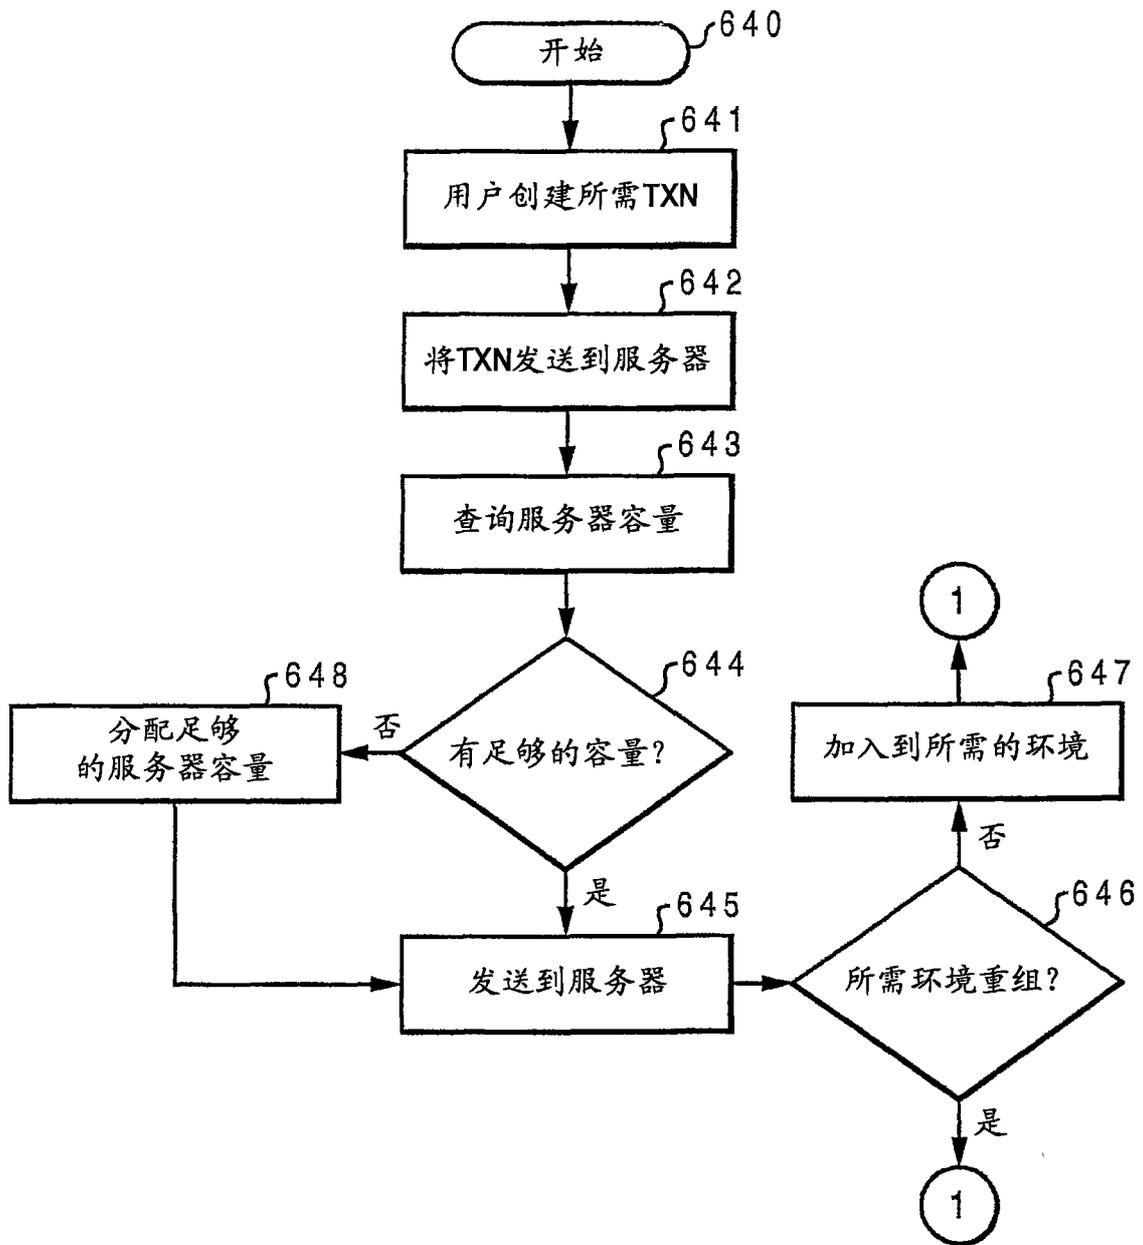 640
开始
641
用户创建所需TXN
642
将TXN发送到服务器
643
查询服务器容量
644
有足够的容量?
648
分配足够
的服务器容量
否
是
645
发送到服务器
1
647
加入到所需的环境
否
646
所需环境重组?
是
1